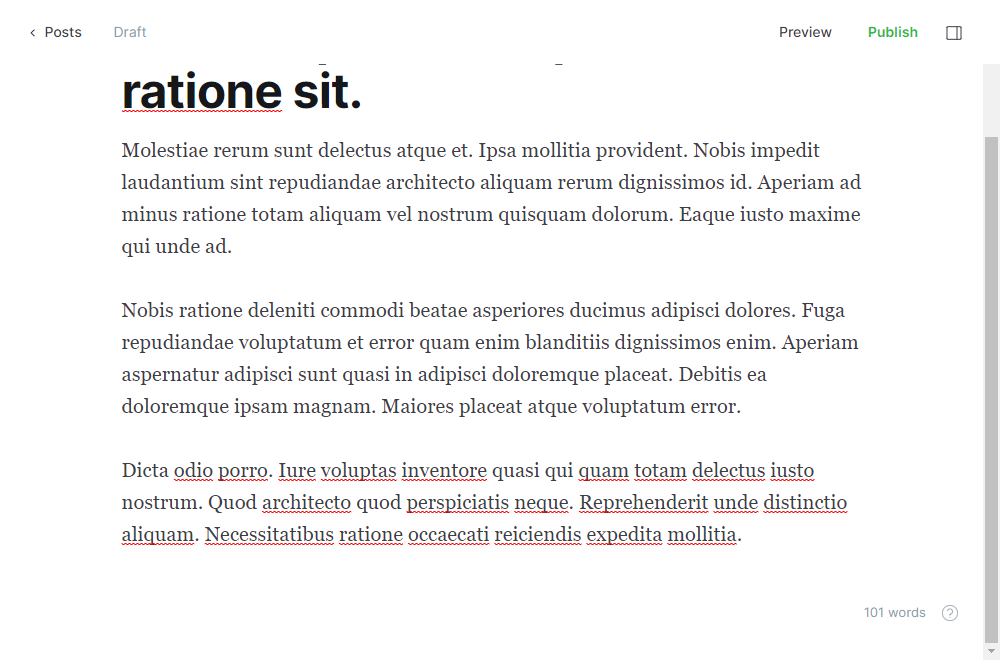 Posts
Draft
Preview
Publish
ratione sit.
Molestiae rerum sunt delectus atque et. Ipsa mollitia provident. Nobis impedit
laudantium sint repudiandae architecto aliquam rerum dignissimos id. Aperiam ad
minus ratione totam aliquam vel nostrum quisquam dolorum. Eaque iusto maxime
qui unde ad.
Nobis ratione deleniti commodi beatae asperiores ducimus adipisci dolores. Fuga
repudiandae voluptatum et error quam enim blanditiis dignissimos enim. Aperiam
aspernatur adipisci sunt quasi in adipisci doloremque placeat. Debitis ea
doloremque ipsam magnam. Maiores placeat atque voluptatum error.
Dicta odio porro. Iure voluptas inventore quasi qui quam totam delectus iusto
nostrum. Quod architecto quod perspiciatis neque. Reprehenderit unde distinctio
aliquam. Necessitatibus ratione occaecati reiciendis expedita mollitia.
101 words